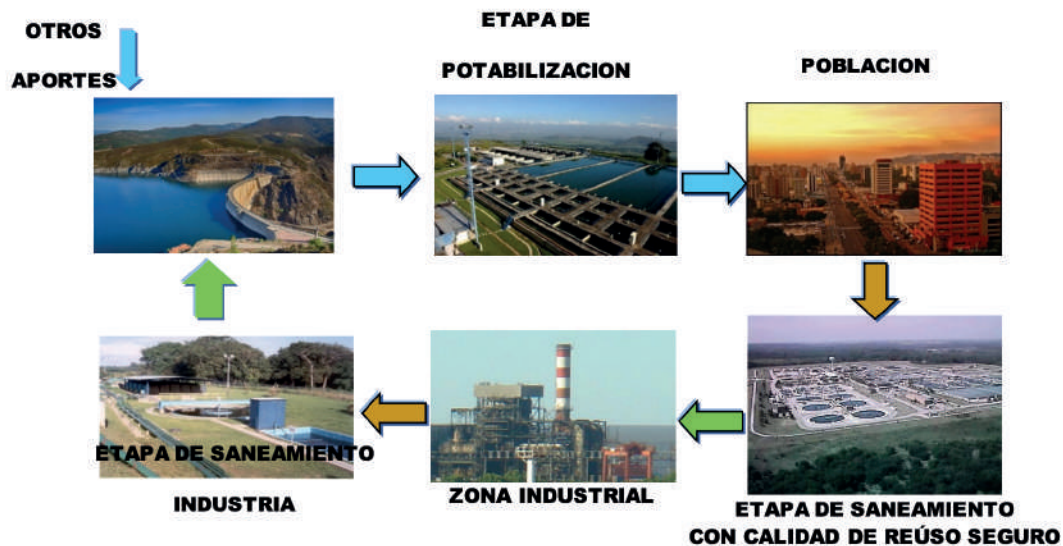 OTROS
APORTES
ETAPA DE
POTABILIZACION
POBLACION
ETAPA DE SANEAMIENTO
INDUSTRIA
ZONA INDUSTRIAL
ETAPA DE SANEAMIENTO
CON CALIDAD DE REÚSO SEGURO